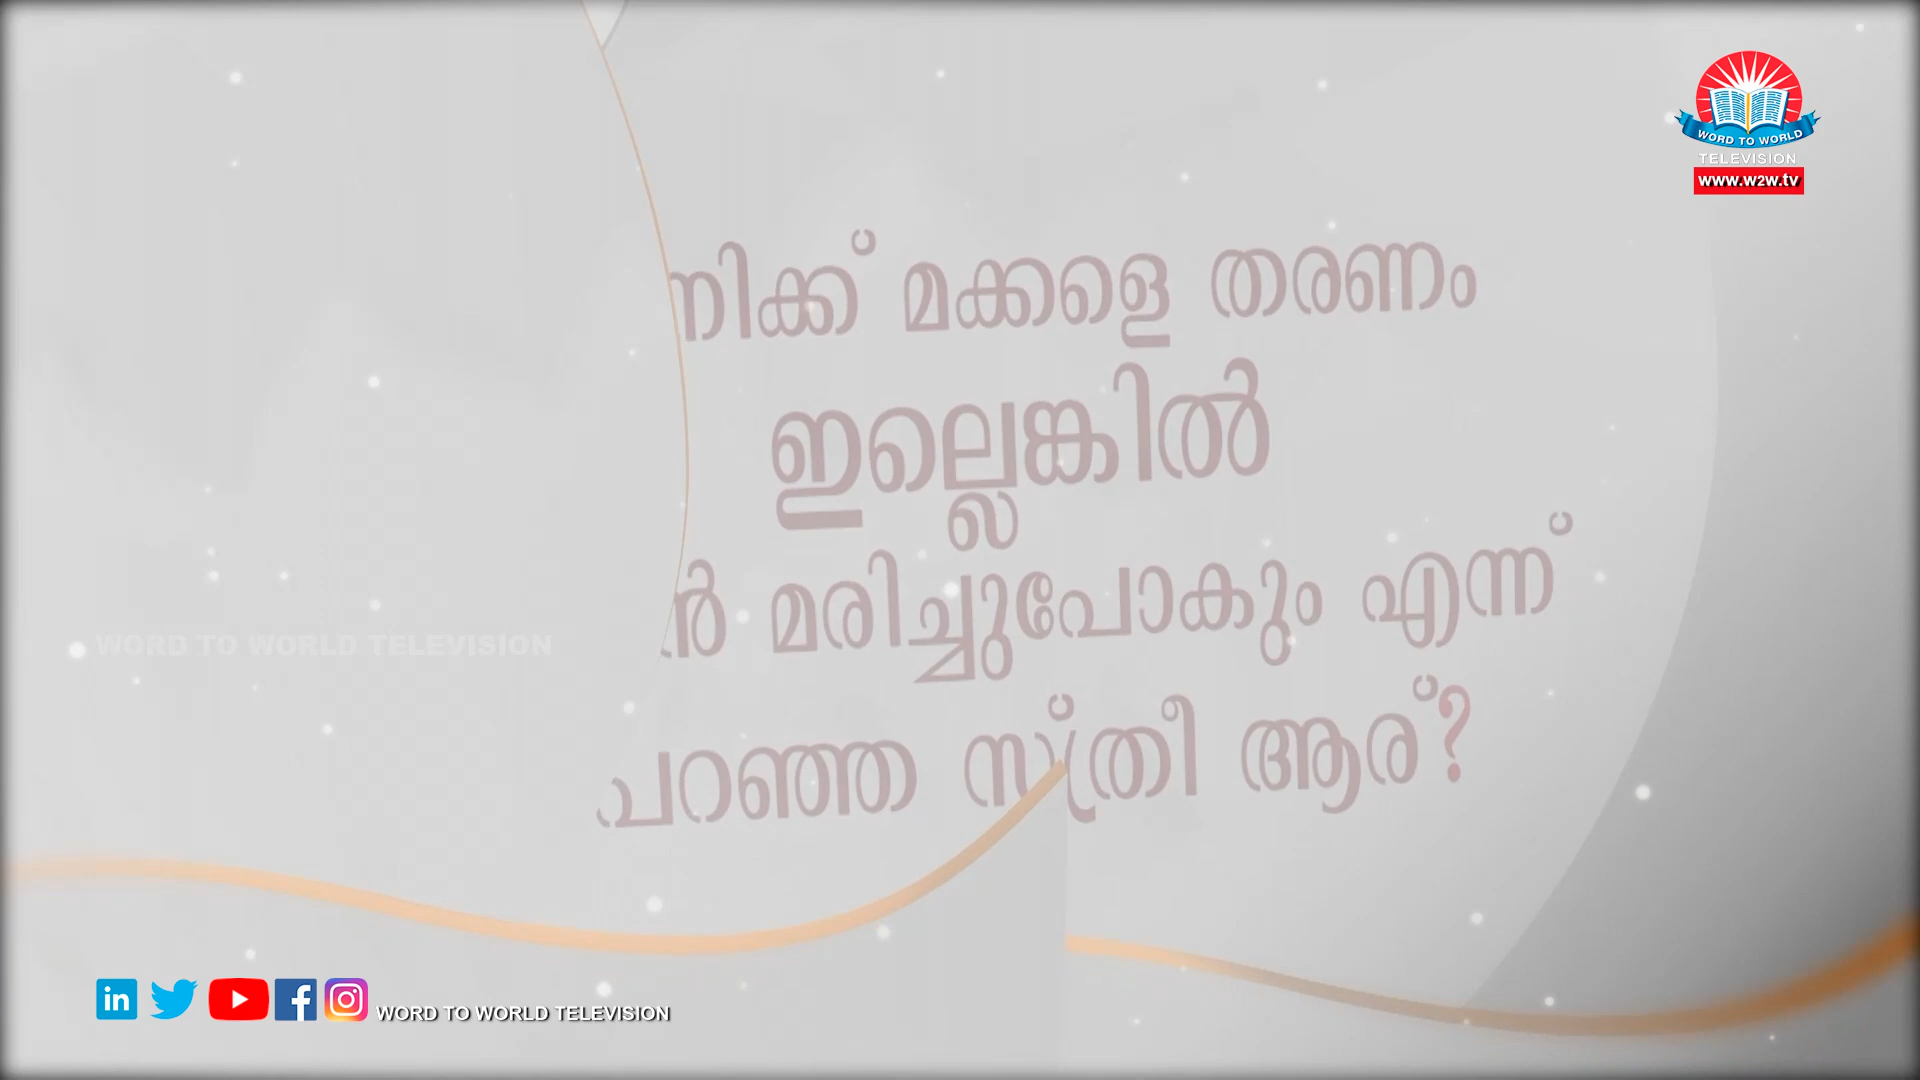 WORD TO WORLD
TELEVISION
www.w2w.tv
നിക്ക് മക്കളെ തരണം
ഇല്ലെങ്കിൽ
ൻ മരിച്ചുപോകും എന്ന്
പറഞ്ഞ സ്ത്രീ ആര്?
WORD TO WORLD TELEVISION
WORD TO WORLD TELEVISION